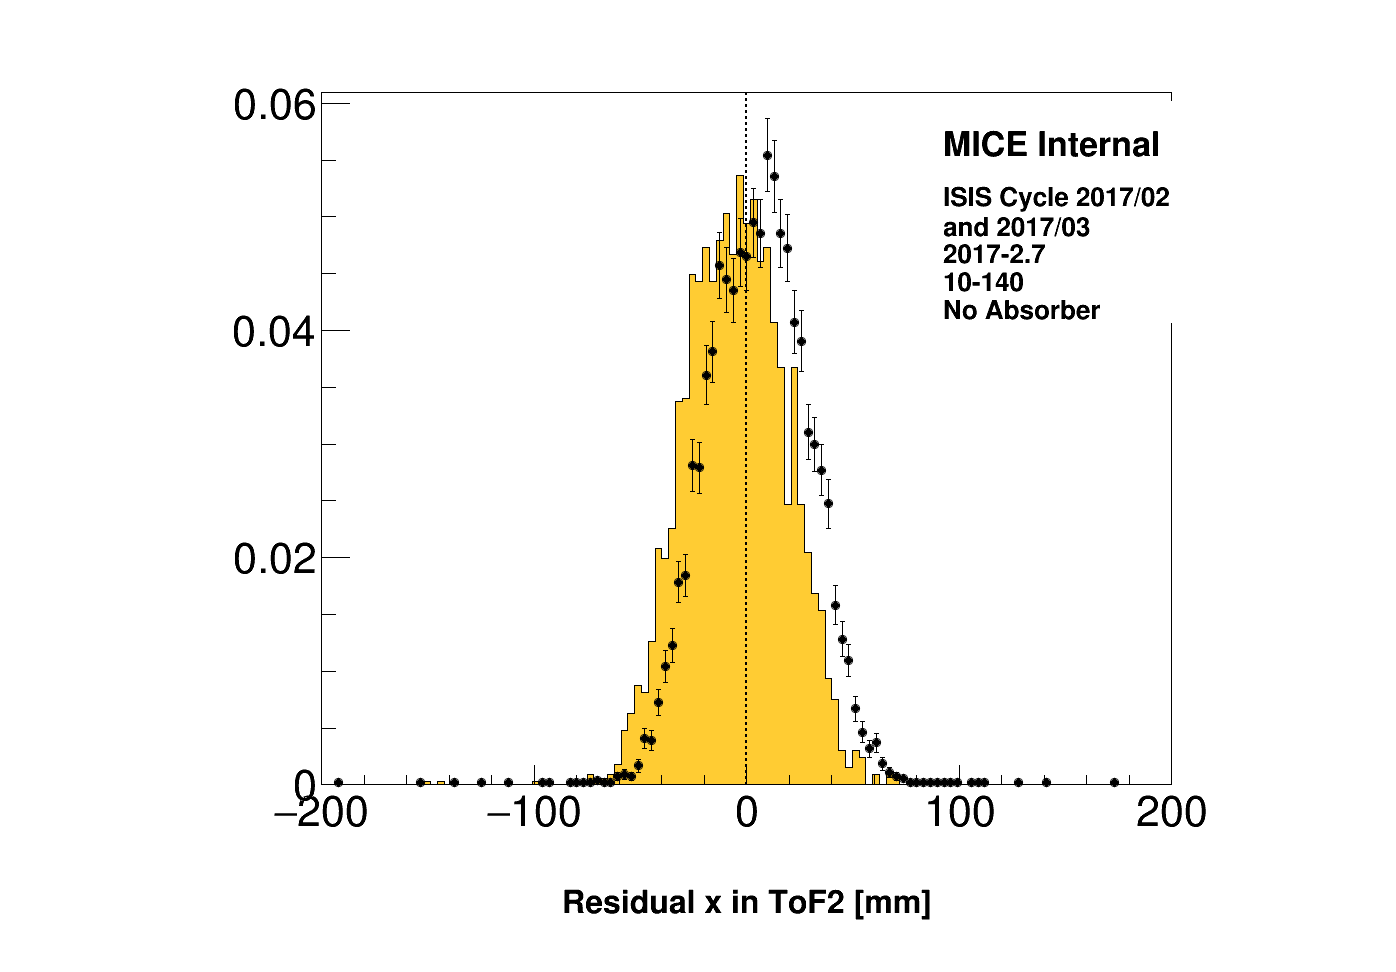 0.06
MICE Internal
ISIS Cycle 2017/02
and 2017/03
2017-2.7
10-140
No Absorber
0.04
0.02
0
−200 −100 0 100 200
Residual x in ToF2 [mm]